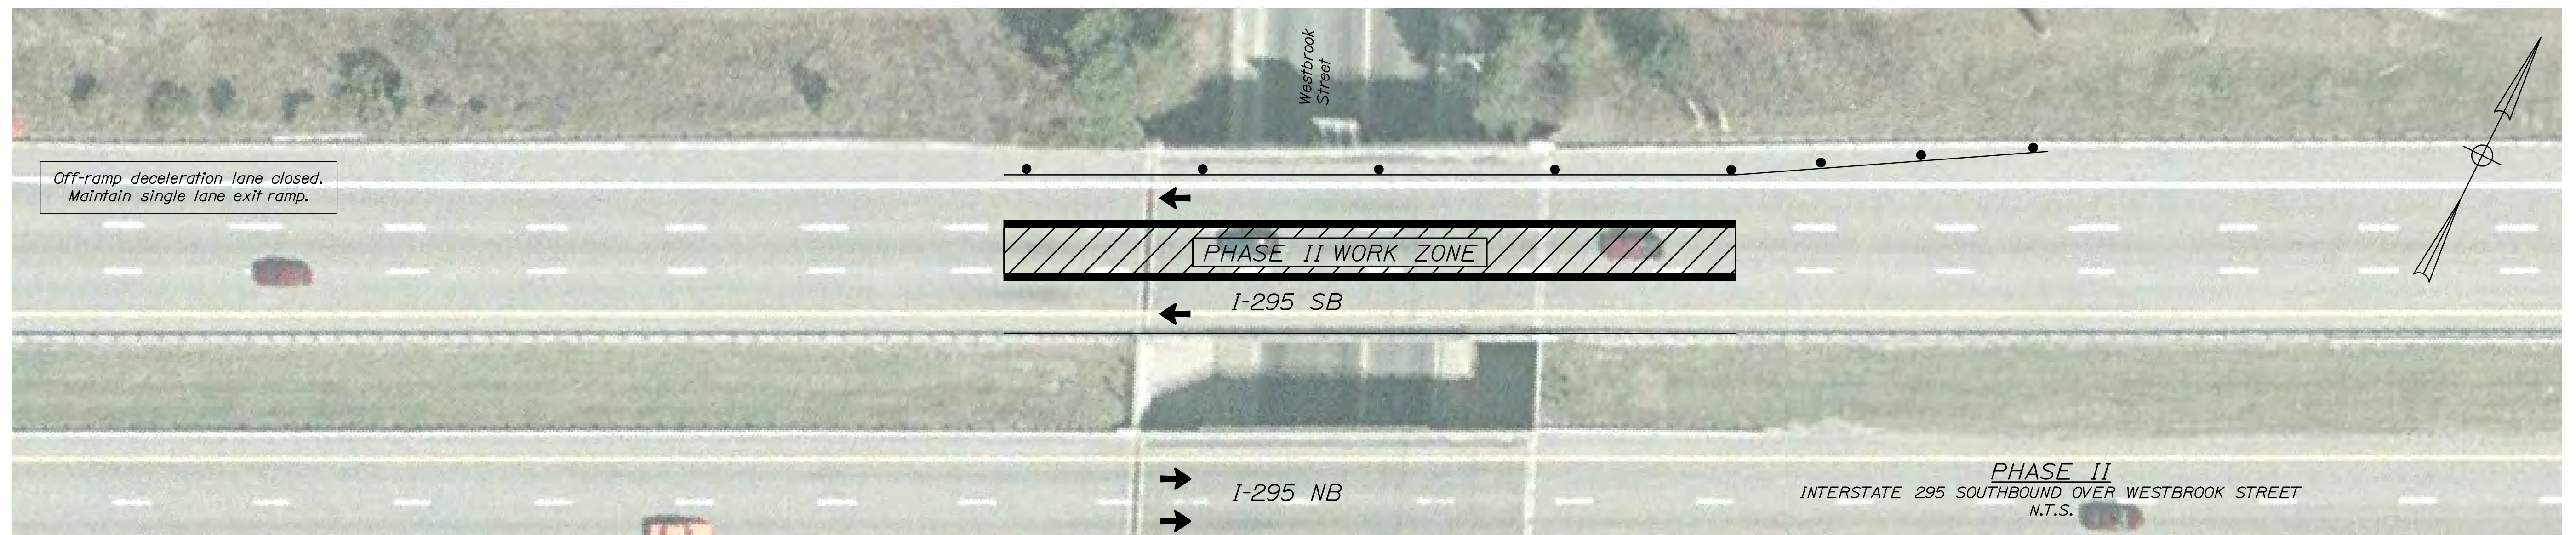 Westbrook
Street
Off-ramp deceleration lane closed.
Maintain single lane exit ramp.
PHASE II WORK ZONE
I-295 SB
I-295 NB
PHASE II
INTERSTATE 295 SOUTHBOUND OVER WESTBROOK STREET
N.T.S.